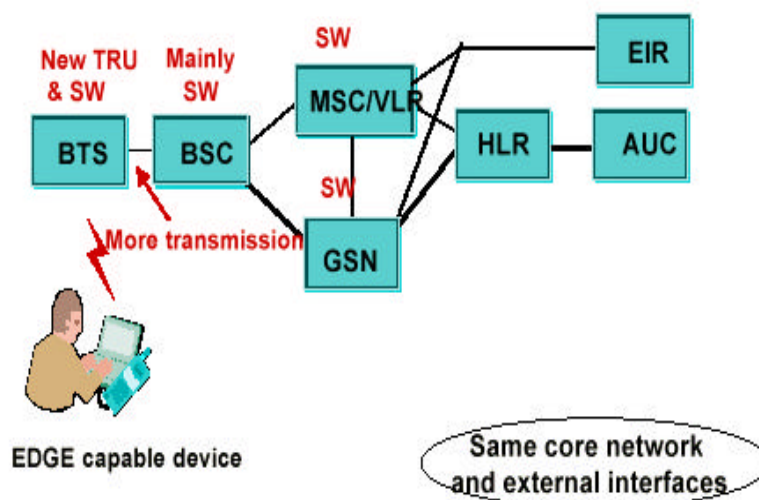 SW
New TRU
& SW
Mainly
SW
EIR
MSC/VLR
BTS
BSC
HLR
AUC
SW
More transmission
GSN
EDGE capable device
Same core network
and external interfaces